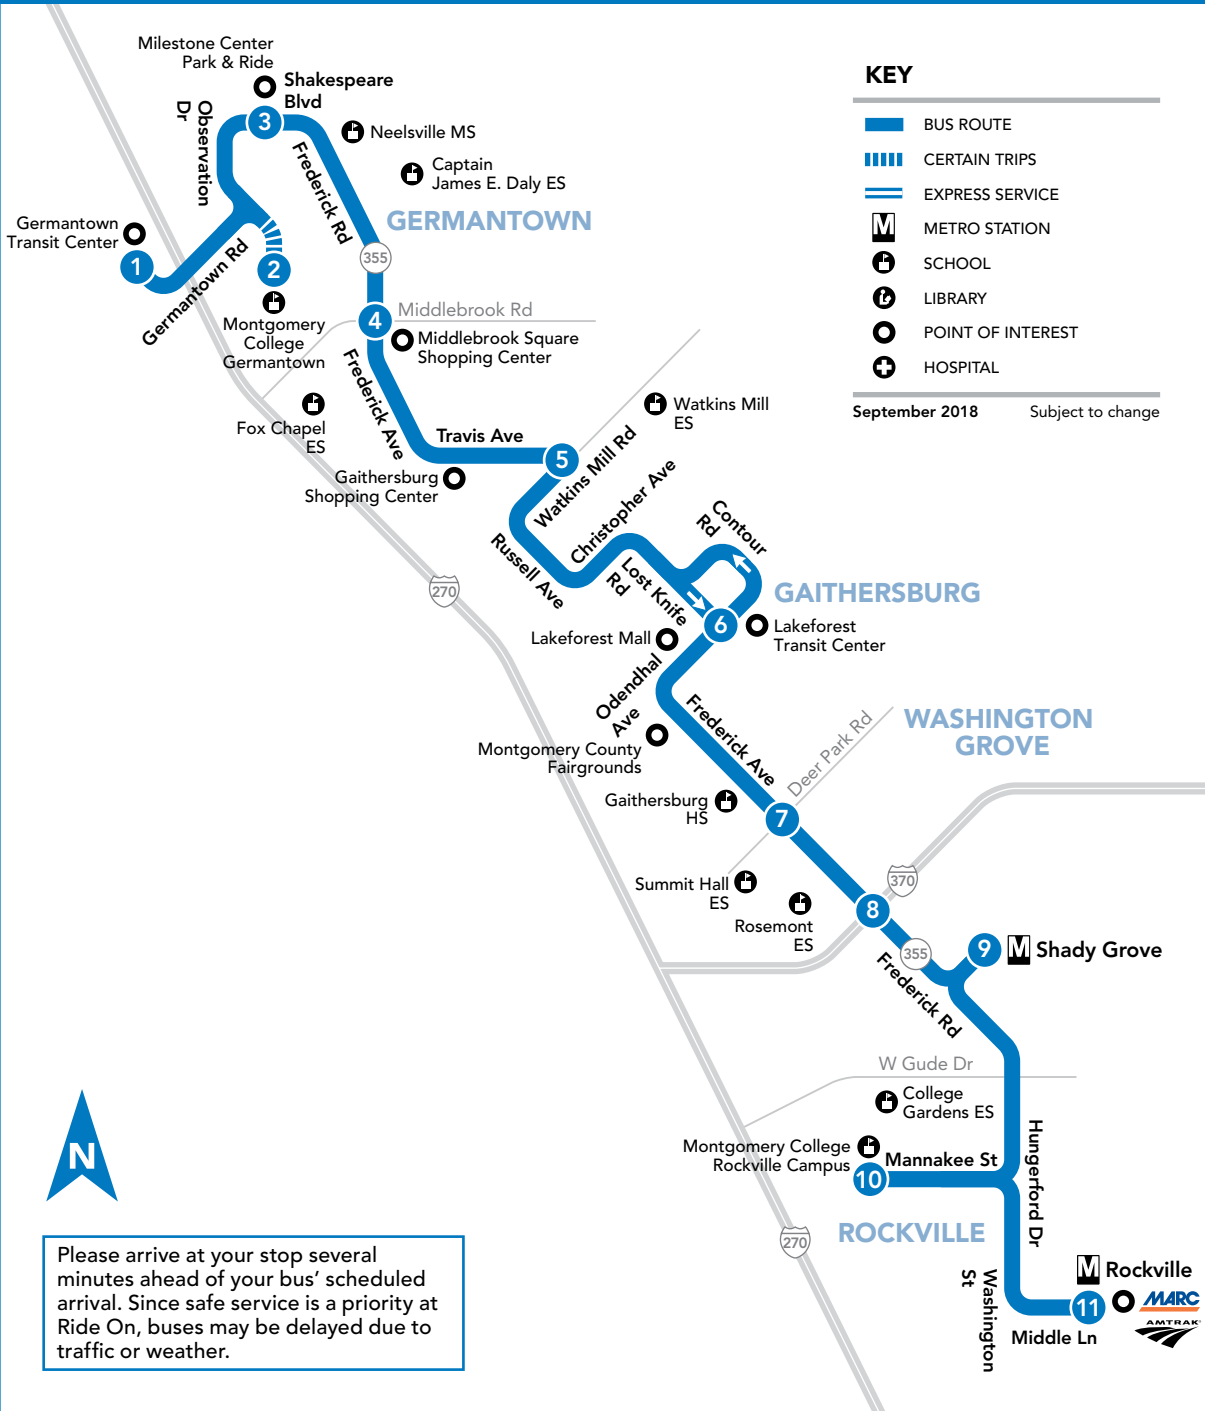 Milestone Center
Park & Ride
Shakespeare
Blvd
3
Observation
Dr
Neelsville MS
Captain
James E. Daly ES
Frederick Rd
GERMANTOWN
Germantown
Transit Center
1
Germantown Rd
2
Montgomery
College
Germantown
355
Middlebrook Rd
4
Middlebrook Square
Shopping Center
Frederick Ave
Fox Chapel
ES
Travis Ave
5
Watkins Mill
ES
Watkins Mill Rd
Gaithersburg
Shopping Center
Christopher Ave
Russell Ave
Contour
Rd
Lost Knife
Rd
270
GAITHERSBURG
6
Lakeforest
Transit Center
Lakeforest Mall
Odendhal
Ave
Montgomery County
Fairgrounds
Frederick Ave
Deer Park Rd
WASHINGTON
GROVE
Gaithersburg
HS
7
Summit Hall
ES
Rosemont
ES
370
8
355
Frederick Rd
9
M
Shady Grove
W Gude Dr
College
Gardens ES
Montgomery College
Rockville Campus
Mannakee St
10
Hungerford Dr
ROCKVILLE
270
Washington
St
M
Rockville
11
MARC
AMTRAK
Middle Ln
KEY
BUS ROUTE
CERTAIN TRIPS
EXPRESS SERVICE
M METRO STATION
SCHOOL
LIBRARY
POINT OF INTEREST
HOSPITAL
September 2018 Subject to change
N
Please arrive at your stop several
minutes ahead of your bus’ scheduled
arrival. Since safe service is a priority at
Ride On, buses may be delayed due to
traffic or weather.